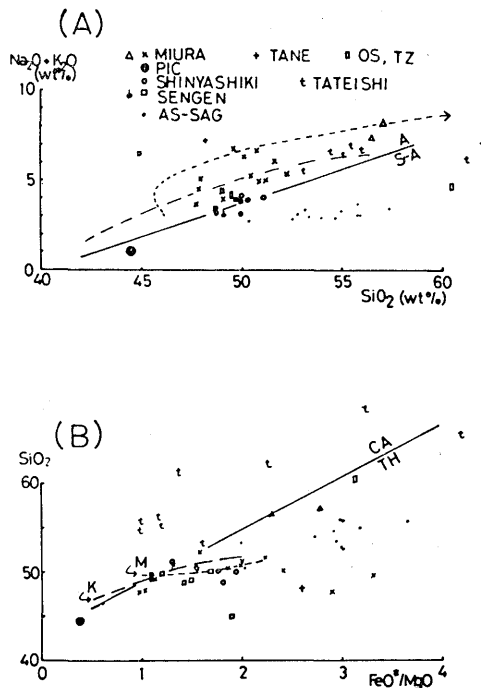 (A)
Na2O+K2O
(wt%)
MIURA
TANE
OS, TZ
PIC
SHINYASHIKI
TATEISHI
SENGEN
AS-SAG
10
5
0
A
S-A
40
45
50
55
60
SiO2 (wt%)
(B)
SiO2
60
50
40
CA
TH
K
M
0
1
2
3
4
FeO*/MgO